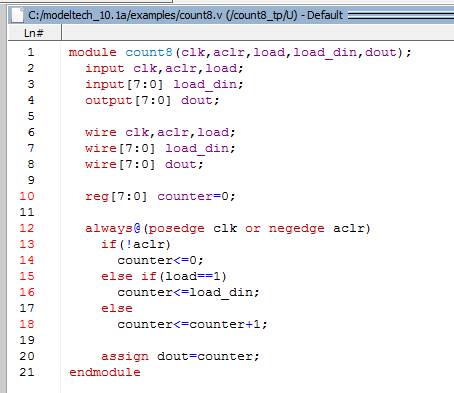 C:/modeltech_10.1a/examples/count8.v (/count8_tp/U) - Default
Ln#
1 module count8(clk,aclr,load,load_din,dout);
2 input clk,aclr,load;
3 input[7:0] load_din;
4 output[7:0] dout;
5
6 wire clk,aclr,load;
7 wire[7:0] load_din;
8 wire[7:0] dout;
9
10 reg[7:0] counter=0;
11
12 always@(posedge clk or negedge aclr)
13 if(!aclr)
14 counter<=0;
15 else if(load==1)
16 counter<=load_din;
17 else
18 counter<=counter+1;
19
20 assign dout=counter;
21 endmodule